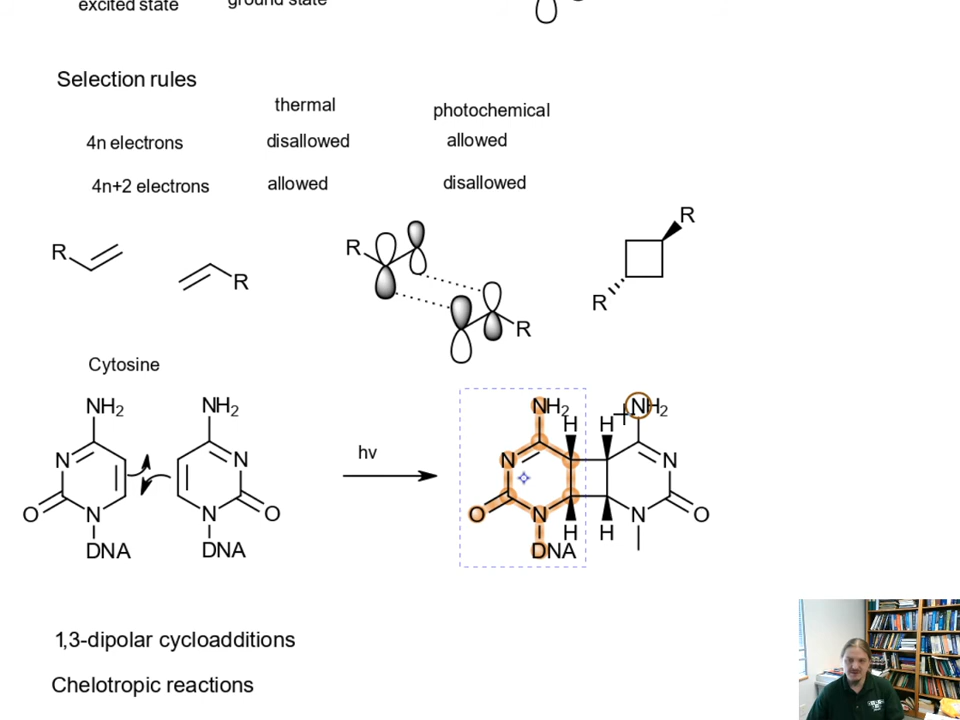 excited state ground state
Selection rules
thermal photochemical
4n electrons disallowed allowed
4n+2 electrons allowed disallowed
R R R R R R
Cytosine
NH2 NH2 NH2 NH2
H H
N N N N
hv
O N N O O N N O
H H
DNA DNA DNA
1,3-dipolar cycloadditions
Chelotropic reactions